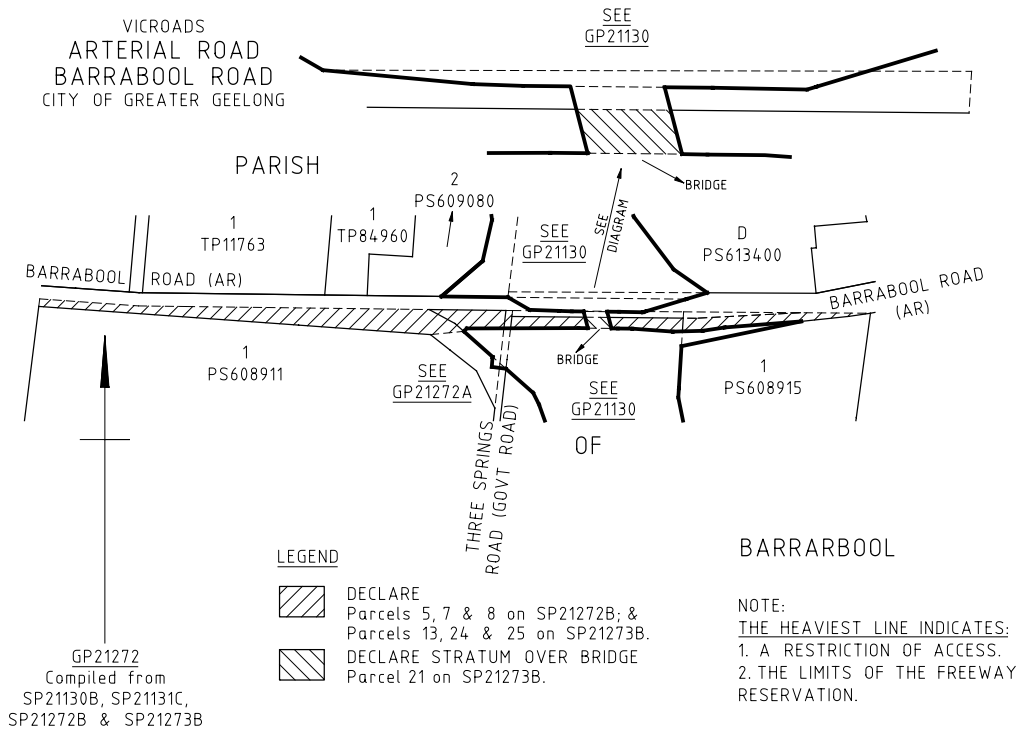 VICROADS
ARTERIAL ROAD
BARRABOOL ROAD
CITY OF GREATER GEELONG
SEE
GP21130
PARISH
BRIDGE
SEE
DIAGRAM
2
PS609080
1
TP11763
1
TP84960
SEE
GP21130
D
PS613400
BARRABOOL ROAD (AR)
BARRABOOL ROAD
(AR)
BRIDGE
1
PS608911
SEE
GP21272A
SEE
GP21130
1
PS608915
OF
THREE SPRINGS
ROAD (GOVT ROAD)
BARRARBOOL
LEGEND
DECLARE
Parcels 5, 7 & 8 on SP21272B; &
Parcels 13, 24 & 25 on SP21273B.
DECLARE STRATUM OVER BRIDGE
Parcel 21 on SP21273B.
NOTE:
THE HEAVIEST LINE INDICATES:
1. A RESTRICTION OF ACCESS.
2. THE LIMITS OF THE FREEWAY
RESERVATION.
GP21272
Compiled from
SP21130B, SP21131C,
SP21272B & SP21273B